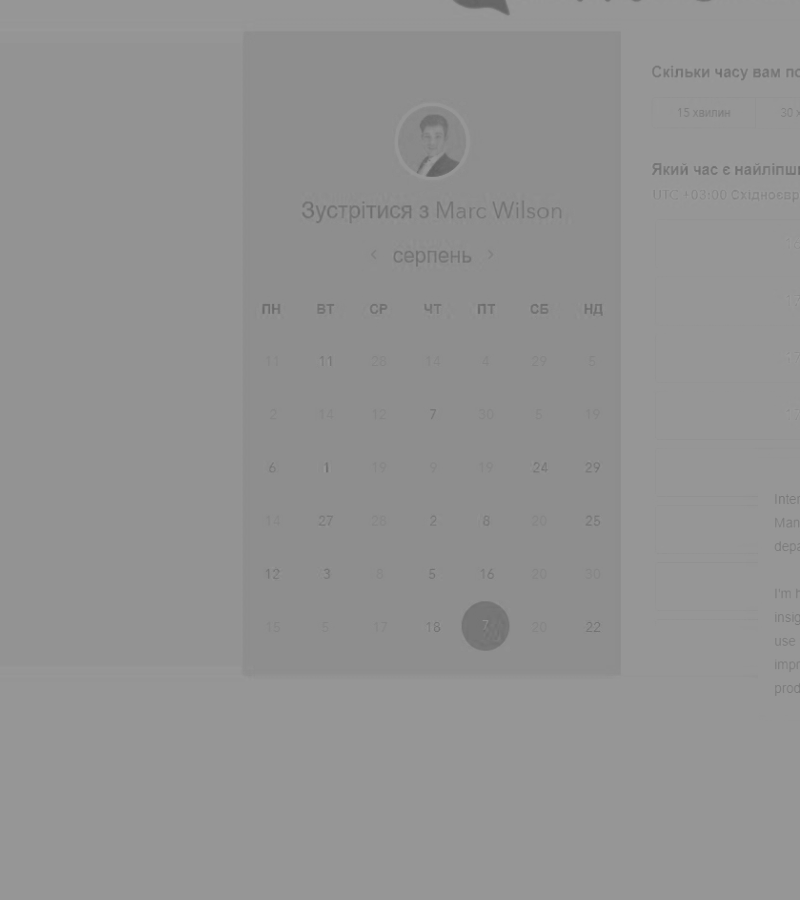 Зустрітися з Marc Wilson
‹ серпень ›
ПН ВТ СР ЧТ ПТ СБ НД
11 11 28 14 4 29 6
2 14 12 7 30 5 19
6 1 19 9 19 24 29
14 27 28 2 8 20 25
12 3 8 5 16 20 30
15 5 17 18 7 20 22
Скільки часу вам по
15 хвилин 30 х
Який час є найліпши
UTC +03:00 Східноєвр
Inter
Man
depa
I'm h
insig
use
impr
prod